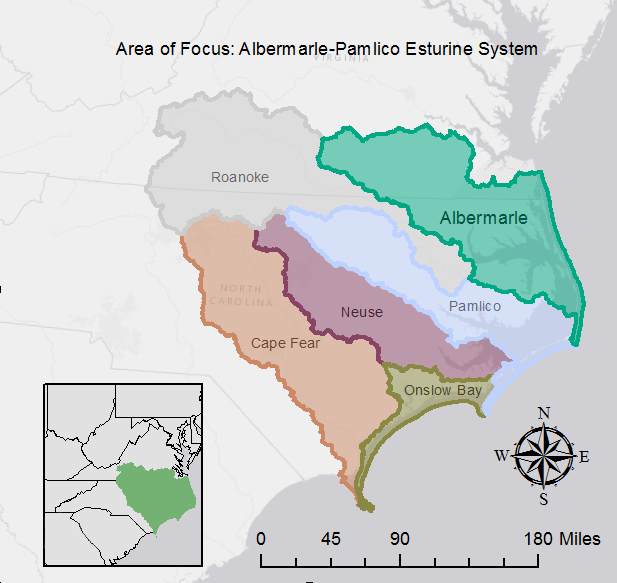 Area of Focus: Albermarle-Pamlico Esturine System
VIRGINIA
Roanoke
Albermarle
NORTH
CAROLINA
Pamlico
Neuse
Cape Fear
Onslow Bay
N
W E
S
0 45 90 180 Miles